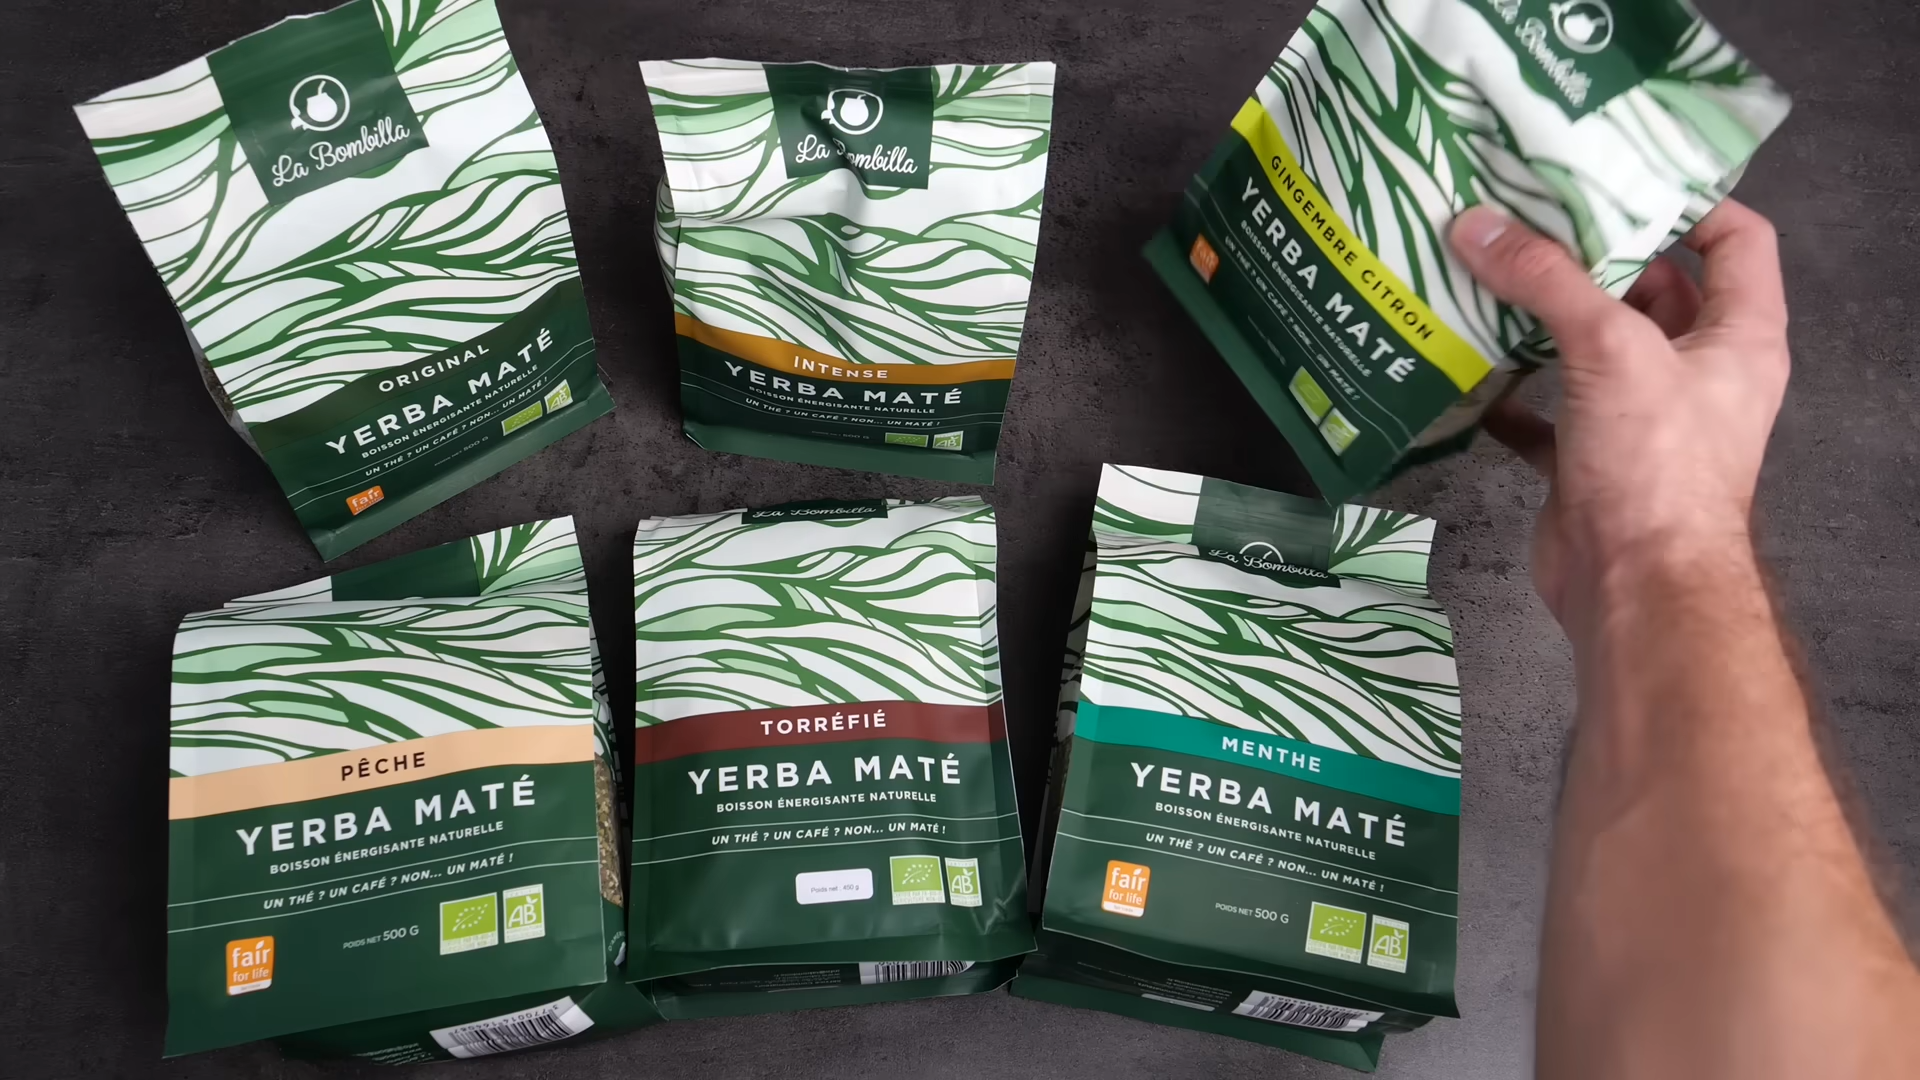 La Bombilla
ORIGINAL
YERBA MATÉ
BOISSON ÉNERGISANTE NATURELLE
UN THÉ ? UN CAFÉ ? NON... UN MATÉ !
AB
fair
La Bombilla
INTENSE
YERBA MATÉ
BOISSON ÉNERGISANTE NATURELLE
UN THÉ ? UN CAFÉ ? NON... UN MATÉ !
AB
La Bombilla
GINGEMBRE CITRON
YERBA MATÉ
BOISSON ÉNERGISANTE NATURELLE
UN THÉ ? UN CAFÉ ? NON... UN MATÉ !
PÊCHE
YERBA MATÉ
BOISSON ÉNERGISANTE NATURELLE
UN THÉ ? UN CAFÉ ? NON... UN MATÉ !
fair
for life
POIDS NET 500 G
AB
La Bombilla
TORRÉFIÉ
YERBA MATÉ
BOISSON ÉNERGISANTE NATURELLE
UN THÉ ? UN CAFÉ ? NON... UN MATÉ !
Poids net : 450 g
AB
La Bombilla
MENTHE
YERBA MATÉ
BOISSON ÉNERGISANTE NATURELLE
UN THÉ ? UN CAFÉ ? NON... UN MATÉ !
fair
for life
POIDS NET 500 G
AB